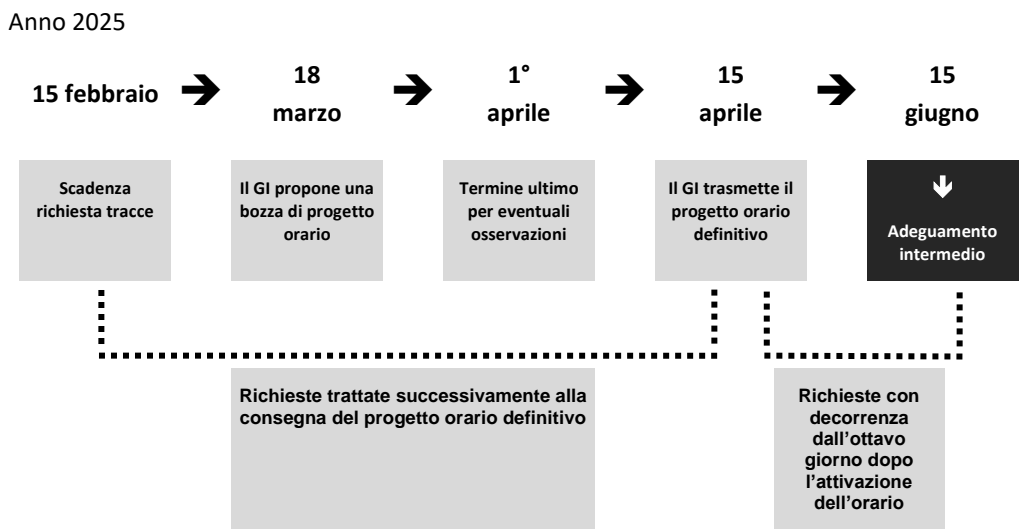 Anno 2025
15 febbraio
18
marzo
1°
aprile
15
aprile
15
giugno
Scadenza
richiesta tracce
Il GI propone una
bozza di progetto
orario
Termine ultimo
per eventuali
osservazioni
Il GI trasmette il
progetto orario
definitivo
Adeguamento
intermedio
Richieste trattate successivamente alla
consegna del progetto orario definitivo
Richieste con
decorrenza
dall'ottavo
giorno dopo
l'attivazione
dell'orario